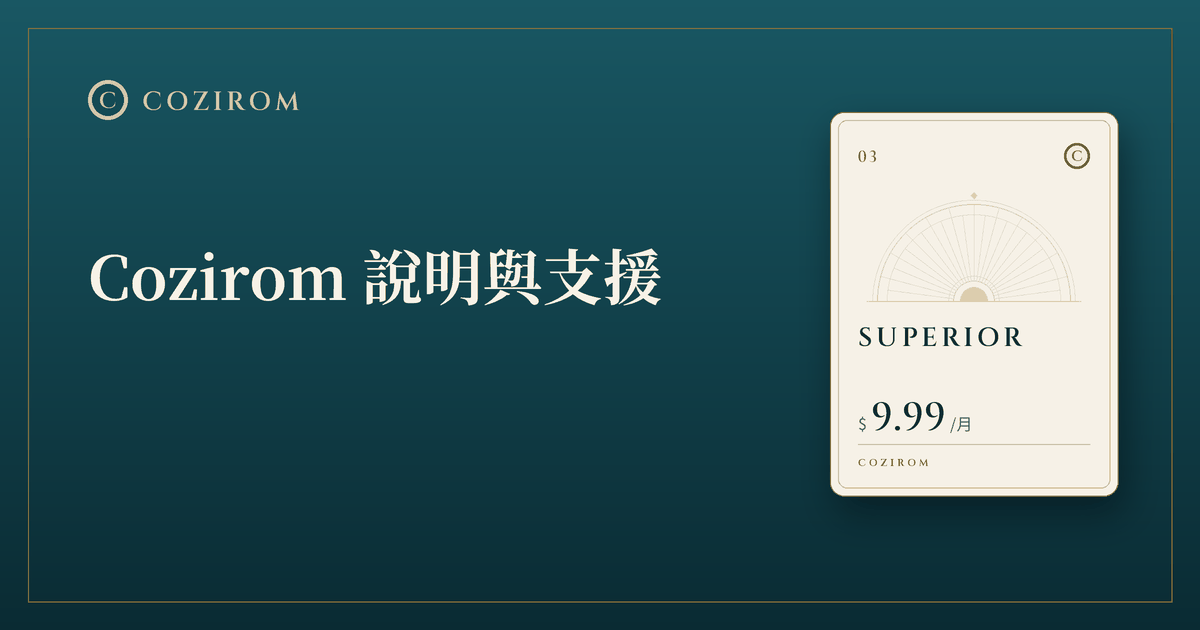 C COZIROM
Cozirom 說明與支援
03 C
SUPERIOR
$ 9.99 /月
COZIROM